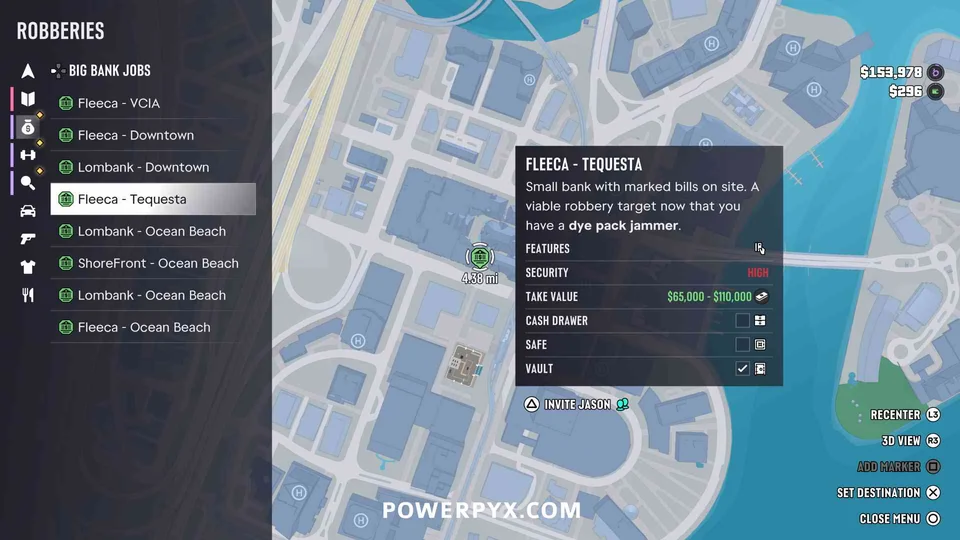 ROBBERIES
BIG BANK JOBS
Fleeca - VCIA
Fleeca - Downtown
Lombank - Downtown
Fleeca - Tequesta
Lombank - Ocean Beach
ShoreFront - Ocean Beach
Lombank - Ocean Beach
Fleeca - Ocean Beach
$153,978
$296
4.38 mi
FLEECA - TEQUESTA
Small bank with marked bills on site. A
viable robbery target now that you
have a dye pack jammer.
FEATURES
SECURITY HIGH
TAKE VALUE $65,000 - $110,000
CASH DRAWER
SAFE
VAULT
INVITE JASON
RECENTER L3
3D VIEW R3
ADD MARKER
SET DESTINATION
CLOSE MENU
POWERPYX.COM